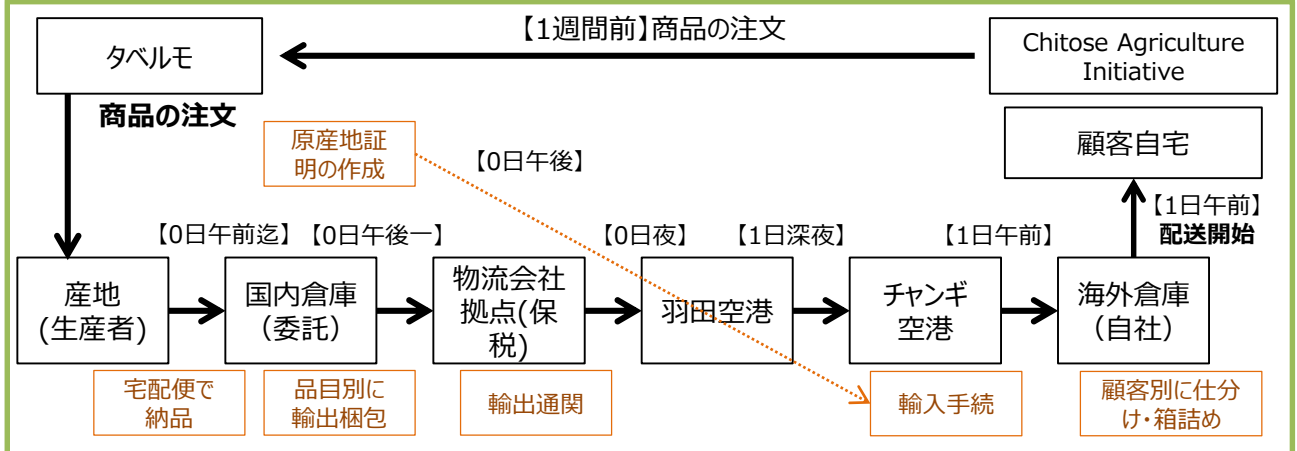 【1週間前】商品の注文
タベルモ
Chitose Agriculture
Initiative
商品の注文
原産地証
明の作成
【0日午後】
顧客自宅
【1日午前】
配送開始
【0日午前迄】
【0日午後一】
【0日夜】
【1日深夜】
【1日午前】
産地
(生産者)
国内倉庫
（委託）
物流会社
拠点(保
税)
羽田空港
チャンギ
空港
海外倉庫
（自社）
宅配便で
納品
品目別に
輸出梱包
輸出通関
輸入手続
顧客別に仕分
け・箱詰め